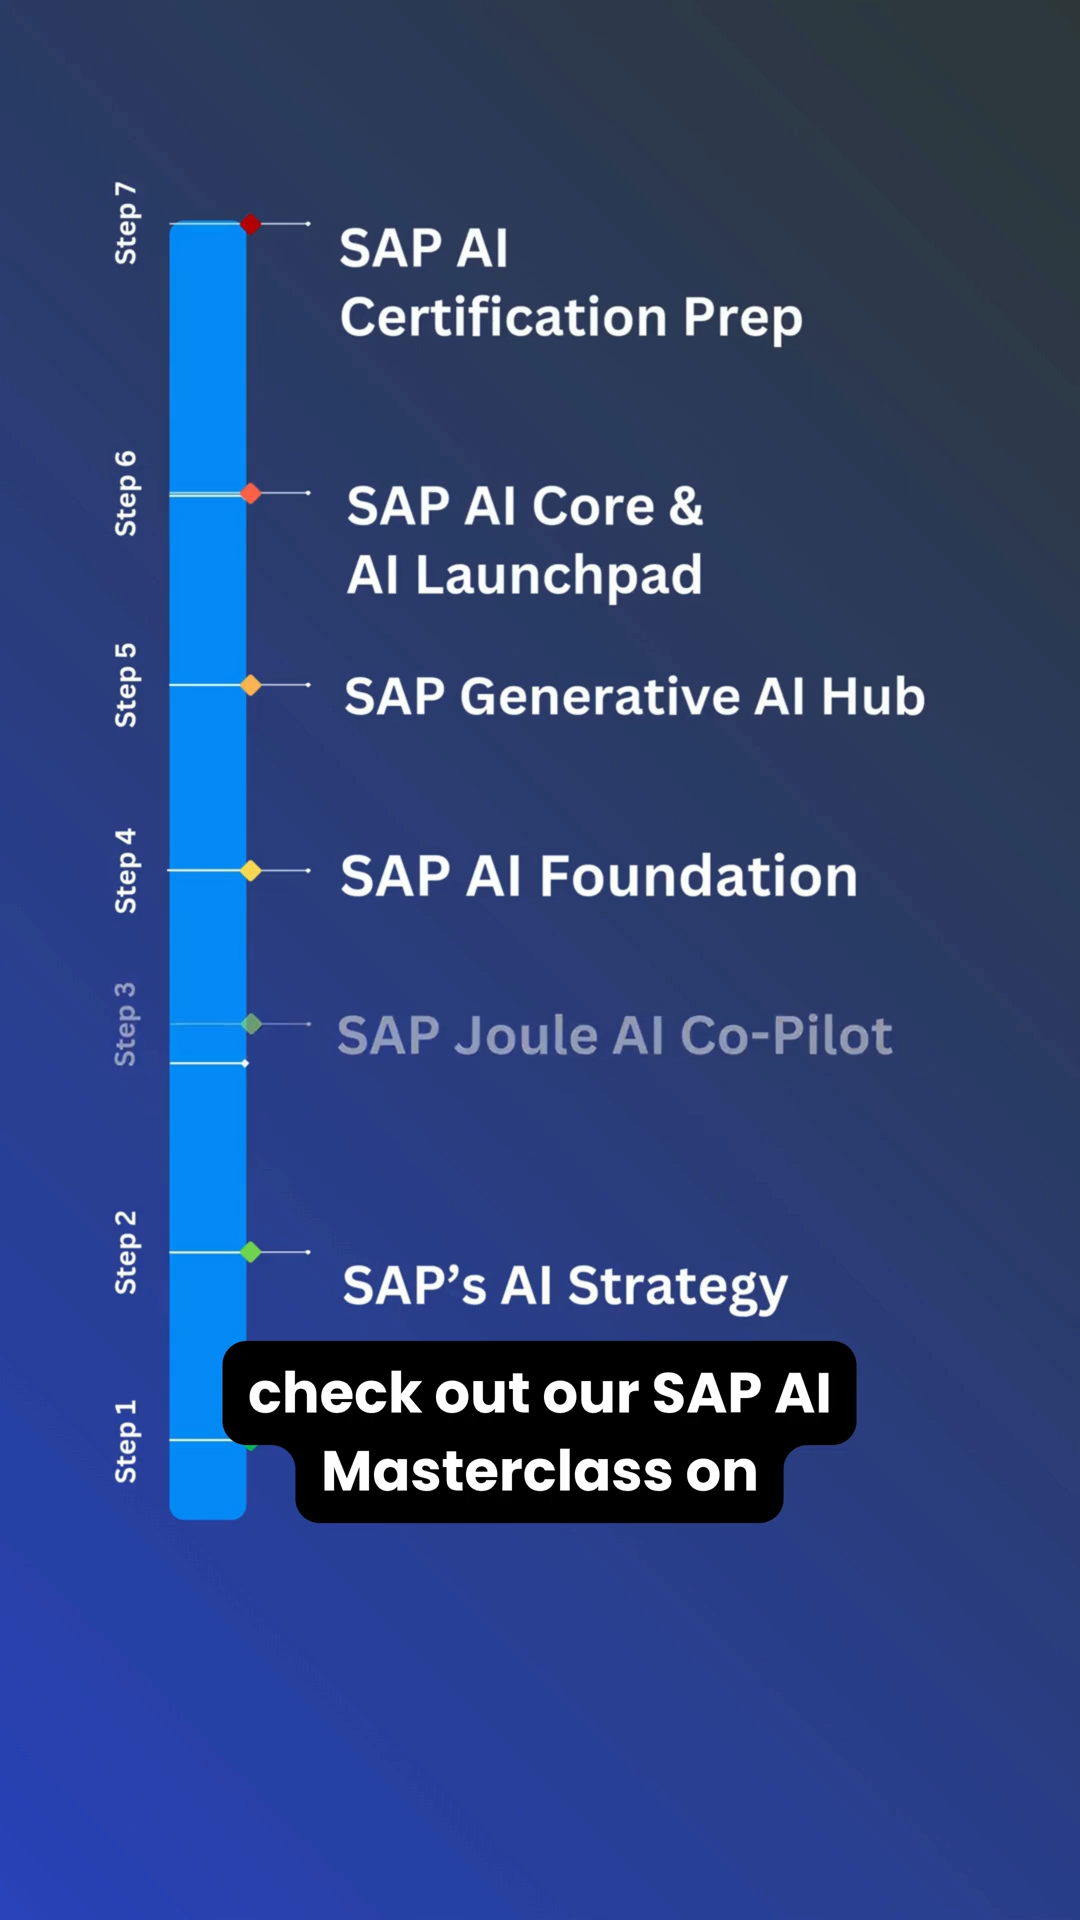 Step 7
SAP AI
Certification Prep
Step 6
SAP AI Core &
AI Launchpad
Step 5
SAP Generative AI Hub
Step 4
SAP AI Foundation
Step 3
SAP Joule AI Co-Pilot
Step 2
SAP’s AI Strategy
Step 1
check out our SAP AI
Masterclass on